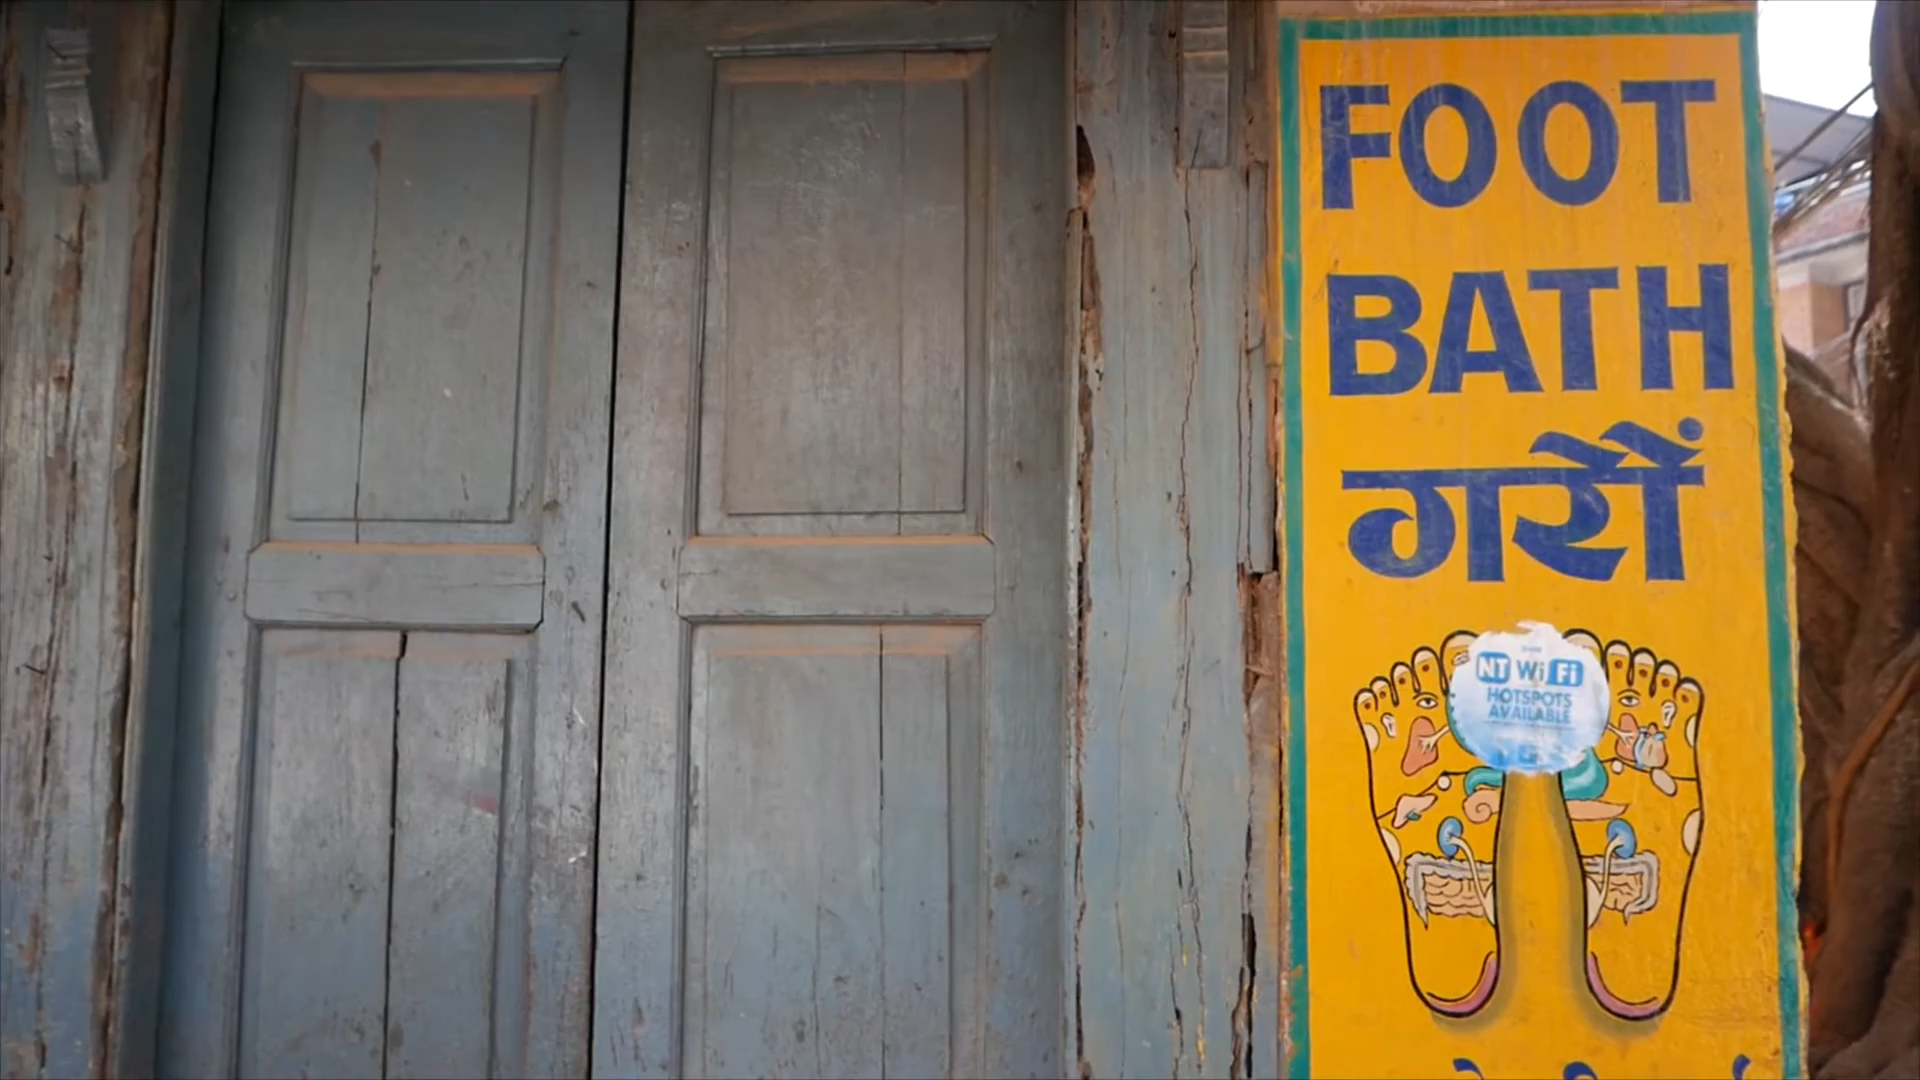 FOOT
BATH
गरौं
NT WiFi
HOTSPOTS
AVAILABLE